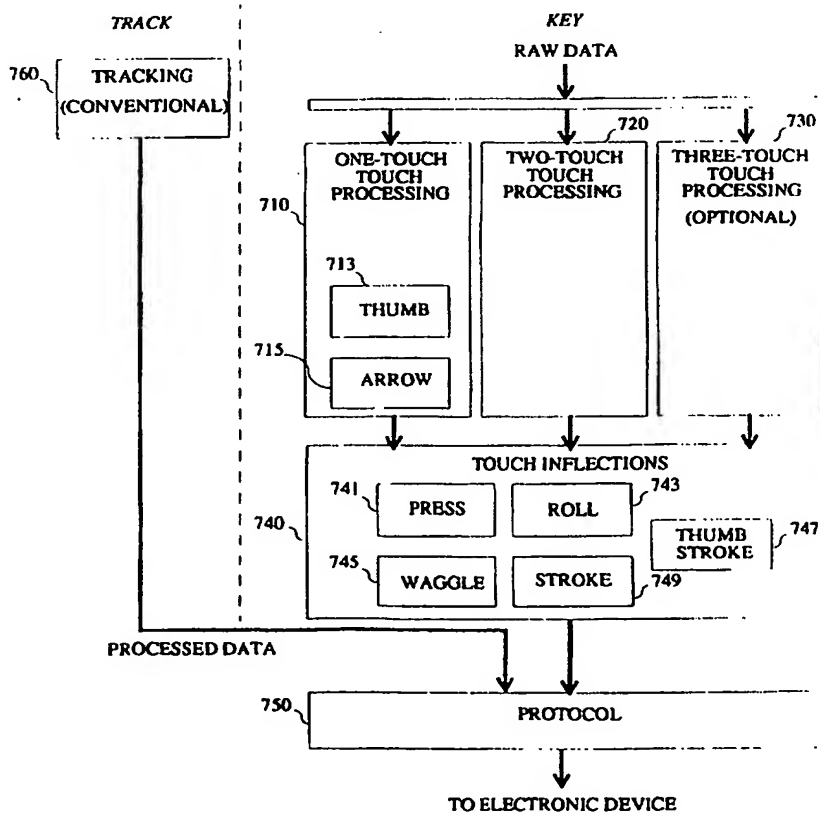 TRACK
KEY
RAW DATA
760
TRACKING
(CONVENTIONAL)
720
730
ONE-TOUCH
TOUCH
PROCESSING
TWO-TOUCH
TOUCH
PROCESSING
THREE-TOUCH
TOUCH
PROCESSING
(OPTIONAL)
710
713
THUMB
715
ARROW
TOUCH INFLECTIONS
741
PRESS
743
ROLL
740
747
THUMB
STROKE
745
WAGGLE
STROKE
749
PROCESSED DATA
750
PROTOCOL
TO ELECTRONIC DEVICE